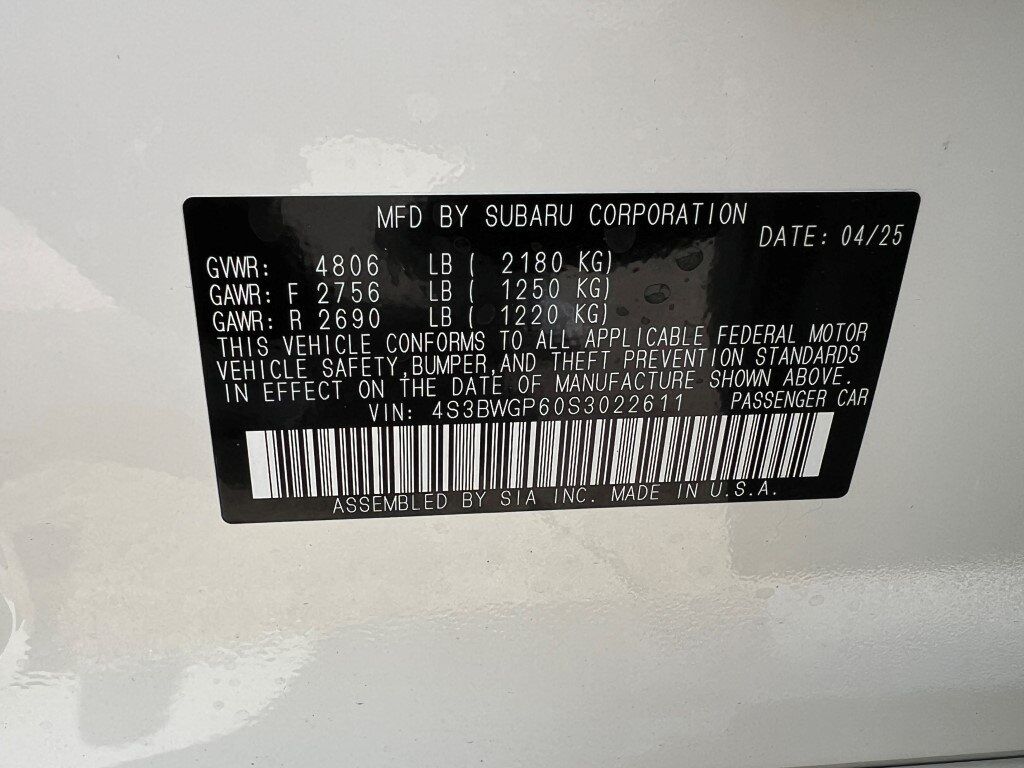 MFD BY SUBARU CORPORATION
DATE: 04/25
GVWR: 4806 LB ( 2180 KG)
GAWR: F 2756 LB ( 1250 KG)
GAWR: R 2690 LB ( 1220 KG)
THIS VEHICLE CONFORMS TO ALL APPLICABLE FEDERAL MOTOR
VEHICLE SAFETY,BUMPER,AND THEFT PREVENTION STANDARDS
IN EFFECT ON THE DATE OF MANUFACTURE SHOWN ABOVE.
VIN: 4S3BWGP60S3022611 PASSENGER CAR
ASSEMBLED BY SIA INC. MADE IN U.S.A.